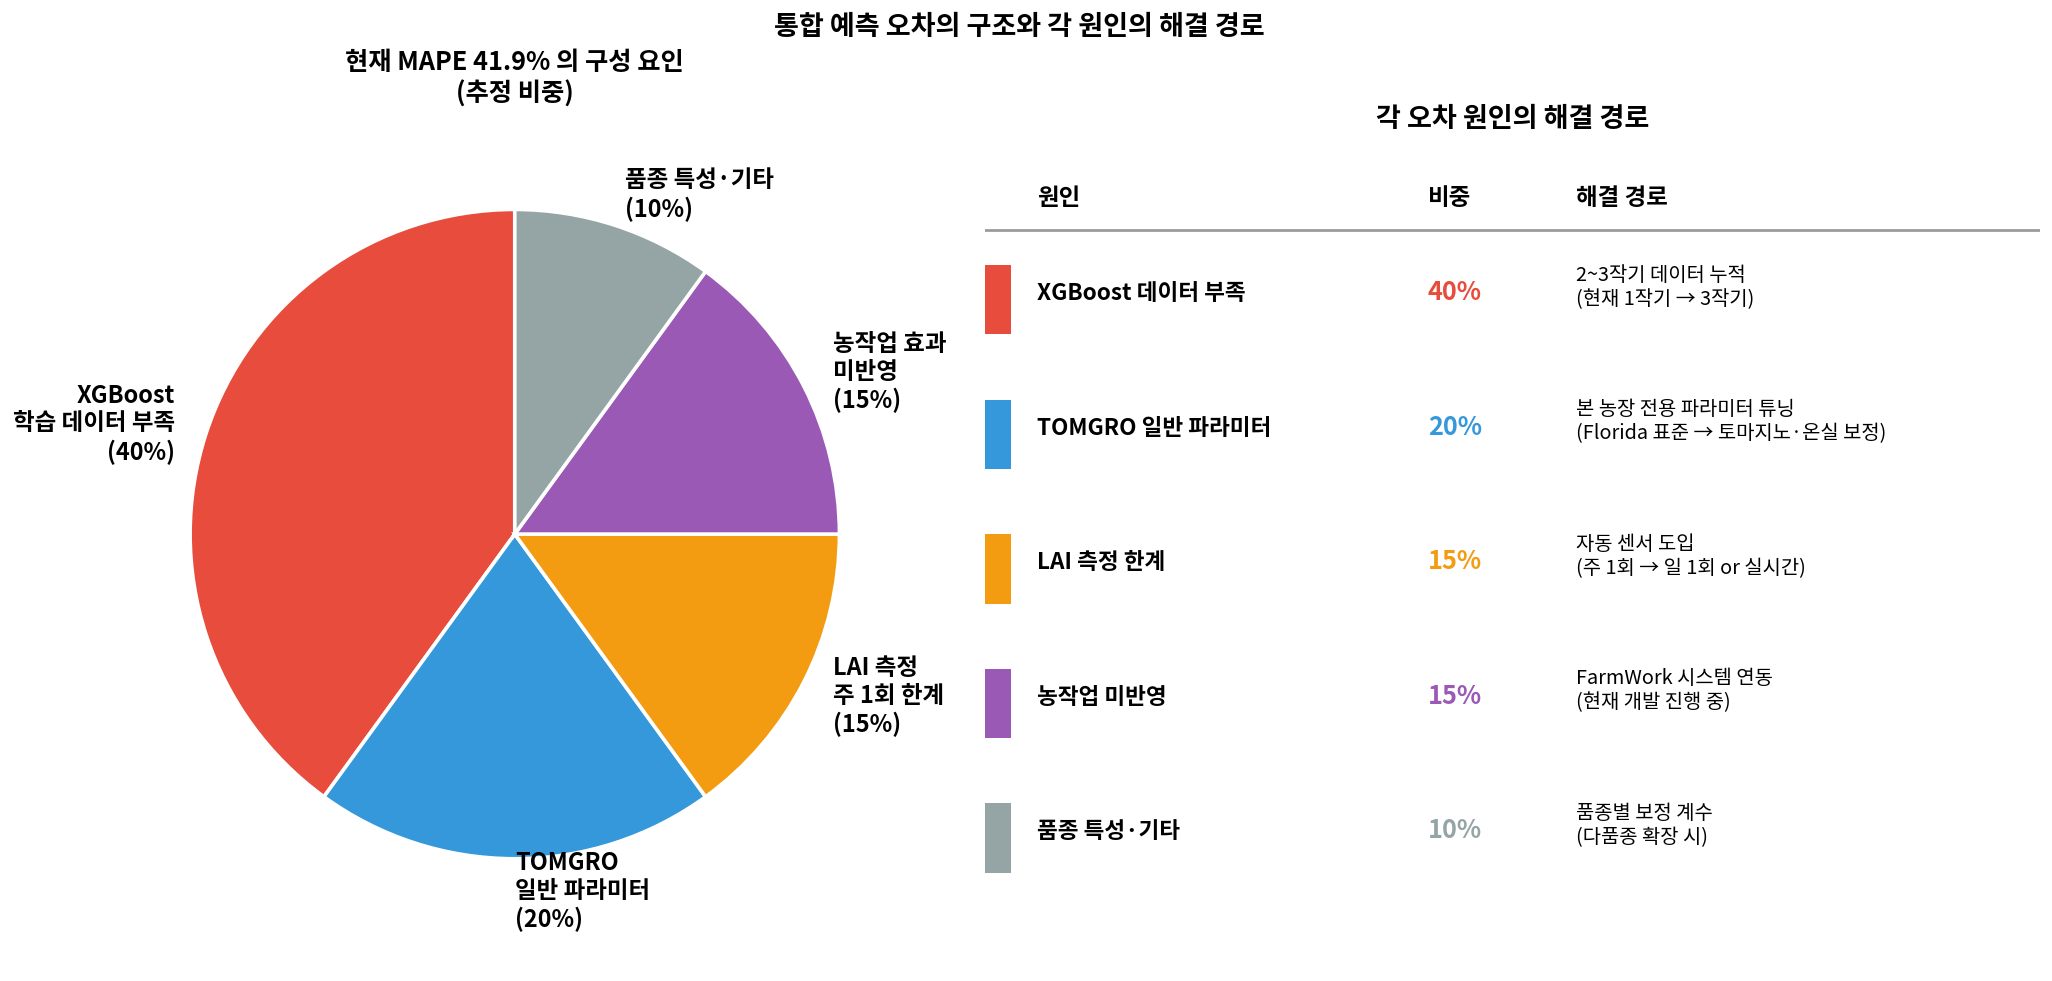 통합 예측 오차의 구조와 각 원인의 해결 경로
현재 MAPE 41.9% 의 구성 요인
(추정 비중)
품종 특성·기타
(10%)
농작업 효과
미반영
(15%)
XGBoost
학습 데이터 부족
(40%)
LAI 측정
주 1회 한계
(15%)
TOMGRO
일반 파라미터
(20%)
각 오차 원인의 해결 경로
원인 비중 해결 경로
XGBoost 데이터 부족 40% 2~3작기 데이터 누적
(현재 1작기 → 3작기)
TOMGRO 일반 파라미터 20% 본 농장 전용 파라미터 튜닝
(Florida 표준 → 토마지노·온실 보정)
LAI 측정 한계 15% 자동 센서 도입
(주 1회 → 일 1회 or 실시간)
농작업 미반영 15% FarmWork 시스템 연동
(현재 개발 진행 중)
품종 특성·기타 10% 품종별 보정 계수
(다품종 확장 시)